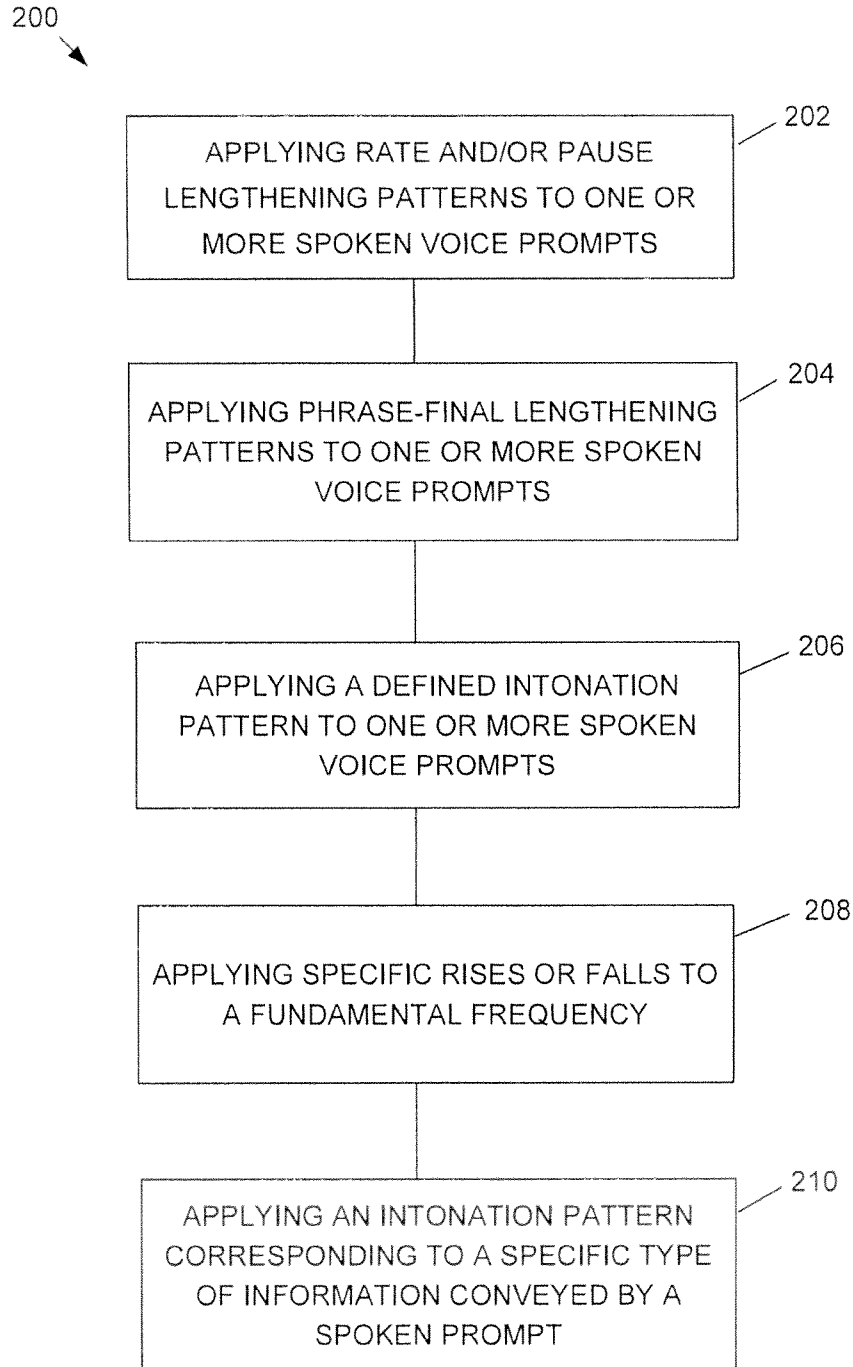 200
202
APPLYING RATE AND/OR PAUSE
LENGTHENING PATTERNS TO ONE OR
MORE SPOKEN VOICE PROMPTS
204
APPLYING PHRASE-FINAL LENGTHENING
PATTERNS TO ONE OR MORE SPOKEN
VOICE PROMPTS
206
APPLYING A DEFINED INTONATION
PATTERN TO ONE OR MORE SPOKEN
VOICE PROMPTS
208
APPLYING SPECIFIC RISES OR FALLS TO
A FUNDAMENTAL FREQUENCY
210
APPLYING AN INTONATION PATTERN
CORRESPONDING TO A SPECIFIC TYPE
OF INFORMATION CONVEYED BY A
SPOKEN PROMPT